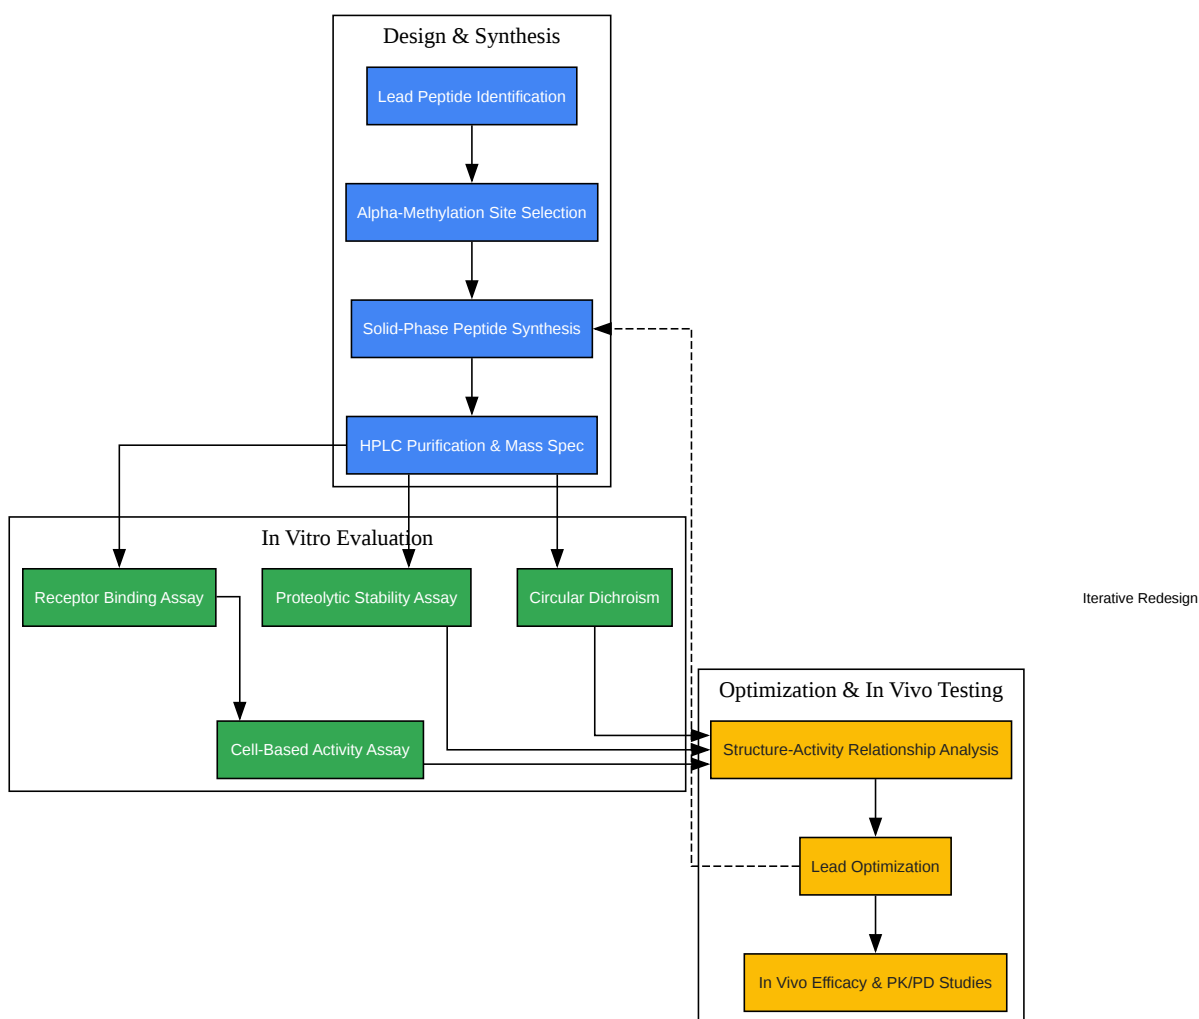 Design & Synthesis
Lead Peptide Identification
Alpha-Methylation Site Selection
Solid-Phase Peptide Synthesis
HPLC Purification & Mass Spec
In Vitro Evaluation
Receptor Binding Assay
Proteolytic Stability Assay
Circular Dichroism
Cell-Based Activity Assay
Iterative Redesign
Optimization & In Vivo Testing
Structure-Activity Relationship Analysis
Lead Optimization
In Vivo Efficacy & PK/PD Studies